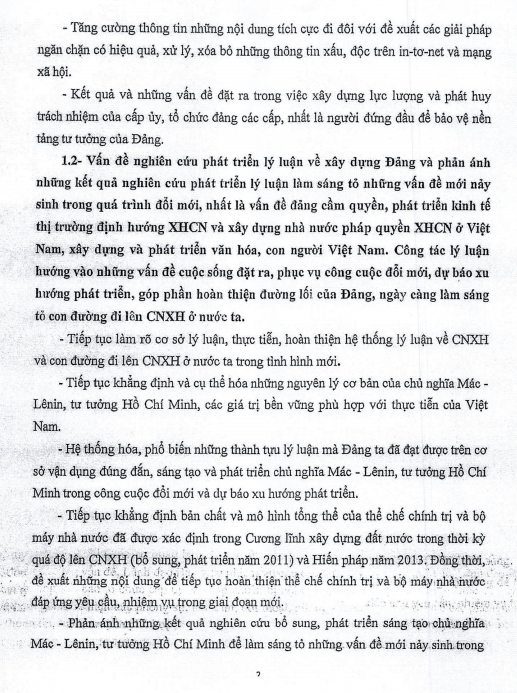 - Tăng cường thông tin những nội dung tích cực đi đôi với đề xuất các giải pháp
ngăn chặn có hiệu quả, xử lý, xóa bỏ những thông tin xấu, độc trên in-tơ-net và mạng
xã hội.
- Kết quả và những vấn đề đặt ra trong việc xây dựng lực lượng và phát huy
trách nhiệm của cấp ủy, tổ chức đảng các cấp, nhất là người đứng đầu để bảo vệ nền
tảng tư tưởng của Đảng.
1.2- Vấn đề nghiên cứu phát triển lý luận về xây dựng Đảng và phản ánh
những kết quả nghiên cứu phát triển lý luận làm sáng tỏ những vấn đề mới nảy
sinh trong quá trình đổi mới, nhất là vấn đề đảng cầm quyền, phát triển kinh tế
thị trường định hướng XHCN và xây dựng nhà nước pháp quyền XHCN ở Việt
Nam, xây dựng và phát triển văn hóa, con người Việt Nam. Công tác lý luận
hướng vào những vấn đề cuộc sống đặt ra, phục vụ công cuộc đổi mới, dự báo xu
hướng phát triển, góp phần hoàn thiện đường lối của Đảng, ngày càng làm sáng
tỏ con đường đi lên CNXH ở nước ta.
- Tiếp tục làm rõ cơ sở lý luận, thực tiễn, hoàn thiện hệ thống lý luận về CNXH
và con đường đi lên CNXH ở nước ta trong tình hình mới.
- Tiếp tục khẳng định và cụ thể hóa những nguyên lý cơ bản của chủ nghĩa Mác -
Lênin, tư tưởng Hồ Chí Minh, các giá trị bền vững phù hợp với thực tiễn của Việt
Nam.
- Hệ thống hóa, phổ biến những thành tựu lý luận mà Đảng ta đã đạt được trên cơ
sở vận dụng đúng đắn, sáng tạo và phát triển chủ nghĩa Mác - Lênin, tư tưởng Hồ Chí
Minh trong công cuộc đổi mới và dự báo xu hướng phát triển.
- Tiếp tục khẳng định bản chất và mô hình tổng thể của thể chế chính trị và bộ
máy nhà nước đã được xác định trong Cương lĩnh xây dựng đất nước trong thời kỳ
quá độ lên CNXH (bổ sung, phát triển năm 2011) và Hiến pháp năm 2013. Đồng thời,
đề xuất những nội dung để tiếp tục hoàn thiện thể chế chính trị và bộ máy nhà nước
đáp ứng yêu cầu, nhiệm vụ trong giai đoạn mới.
- Phản ánh những kết quả nghiên cứu bổ sung, phát triển sáng tạo chủ nghĩa
Mác - Lênin, tư tưởng Hồ Chí Minh để làm sáng tỏ những vấn đề mới nảy sinh trong